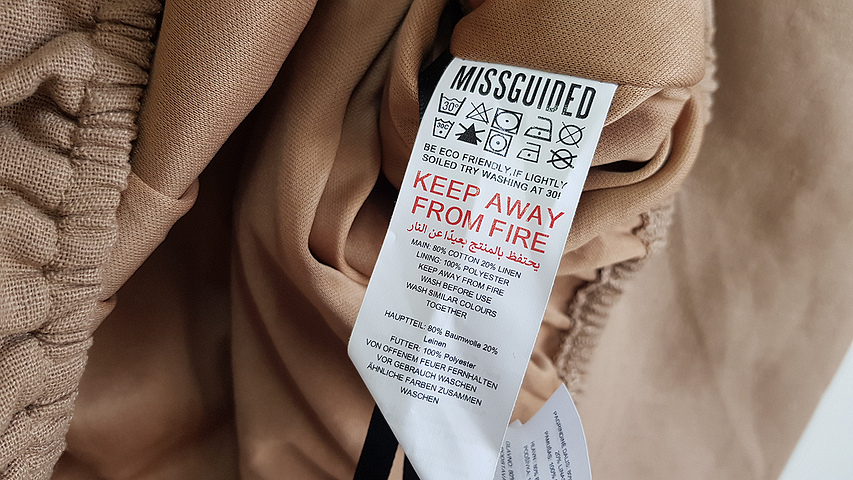 MISSGUIDED
30°
30C
BE ECO FRIENDLY, IF LIGHTLY
SOILED TRY WASHING AT 30!
KEEP AWAY
FROM FIRE
يحتفظ بالمنتج بعيدًا عن النار
MAIN: 80% COTTON 20% LINEN
LINING: 100% POLYESTER
KEEP AWAY FROM FIRE
WASH BEFORE USE
WASH SIMILAR COLOURS
TOGETHER
HAUPTTEIL: 80% Baumwolle 20%
Leinen
FUTTER: 100% Polyester
VON OFFENEM FEUER FERNHALTEN
VOR GEBRAUCH WASCHEN
ÄHNLICHE FARBEN ZUSAMMEN
WASCHEN